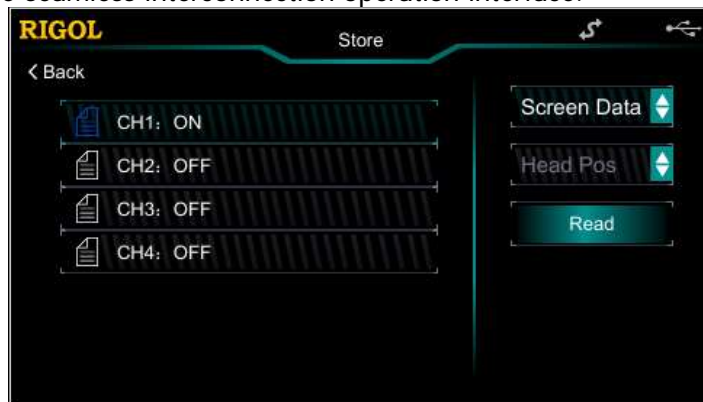 seamless interconnection operation interface.
RIGOL
Store
< Back
CH1: ON
CH2: OFF
CH3: OFF
CH4: OFF
Screen Data
Head Pos
Read